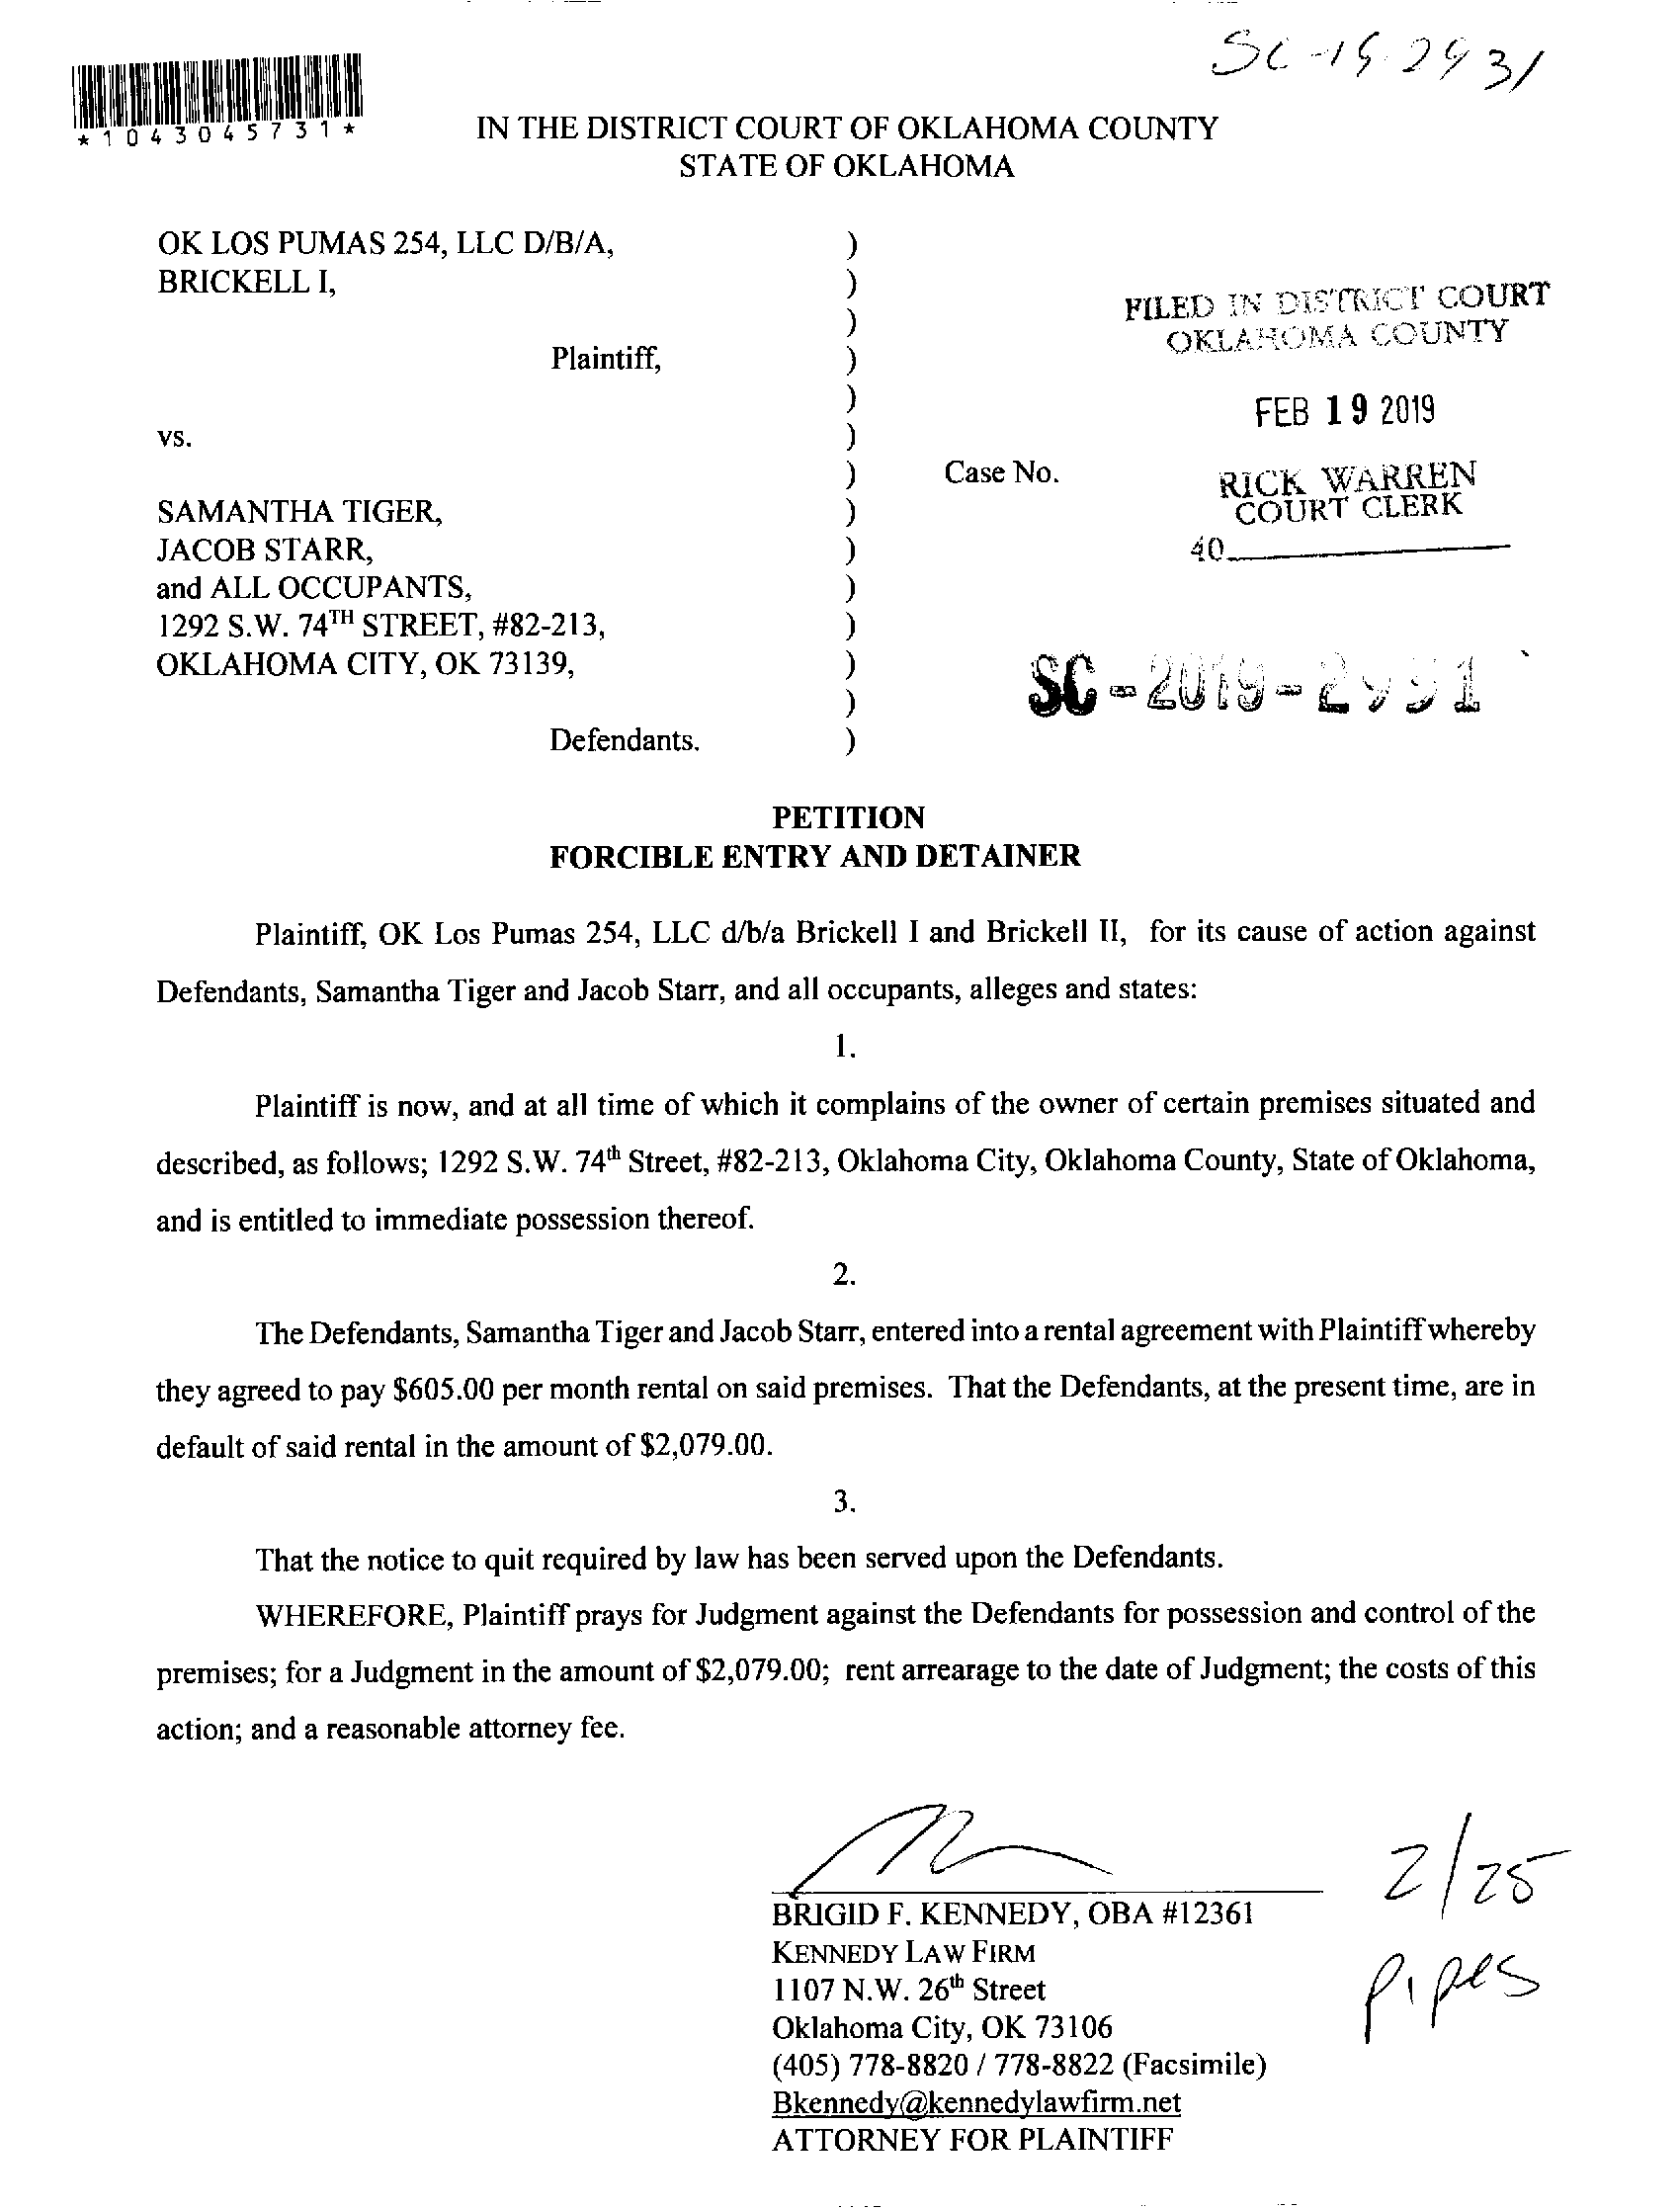 SC-19-2931
*1043045731*
IN THE DISTRICT COURT OF OKLAHOMA COUNTY
STATE OF OKLAHOMA
OK LOS PUMAS 254, LLC D/B/A, )
BRICKELL I, )
)
Plaintiff, )
)
vs. )
)
SAMANTHA TIGER, )
JACOB STARR, )
and ALL OCCUPANTS, )
1292 S.W. 74TH STREET, #82-213, )
OKLAHOMA CITY, OK 73139, )
)
Defendants. )
FILED IN DISTRICT COURT
OKLAHOMA COUNTY
FEB 19 2019
Case No.
RICK WARREN
COURT CLERK
40
SC-2019-2931
PETITION
FORCIBLE ENTRY AND DETAINER
Plaintiff, OK Los Pumas 254, LLC d/b/a Brickell I and Brickell II, for its cause of action against
Defendants, Samantha Tiger and Jacob Starr, and all occupants, alleges and states:
1.
Plaintiff is now, and at all time of which it complains of the owner of certain premises situated and
described, as follows; 1292 S.W. 74th Street, #82-213, Oklahoma City, Oklahoma County, State of Oklahoma,
and is entitled to immediate possession thereof.
2.
The Defendants, Samantha Tiger and Jacob Starr, entered into a rental agreement with Plaintiff whereby
they agreed to pay $605.00 per month rental on said premises. That the Defendants, at the present time, are in
default of said rental in the amount of $2,079.00.
3.
That the notice to quit required by law has been served upon the Defendants.
WHEREFORE, Plaintiff prays for Judgment against the Defendants for possession and control of the
premises; for a Judgment in the amount of $2,079.00; rent arrearage to the date of Judgment; the costs of this
action; and a reasonable attorney fee.
BRIGID F. KENNEDY, OBA #12361
KENNEDY LAW FIRM
1107 N.W. 26th Street
Oklahoma City, OK 73106
(405) 778-8820 / 778-8822 (Facsimile)
Bkennedy@kennedylawfirm.net
ATTORNEY FOR PLAINTIFF
2/25
Pipes